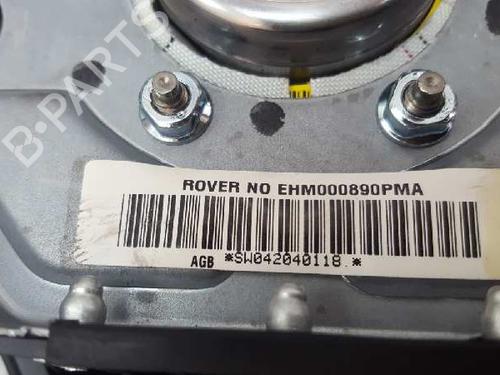 B-PARTS
ROVER NO EHM000890PMA
AGB *SW042040118.*